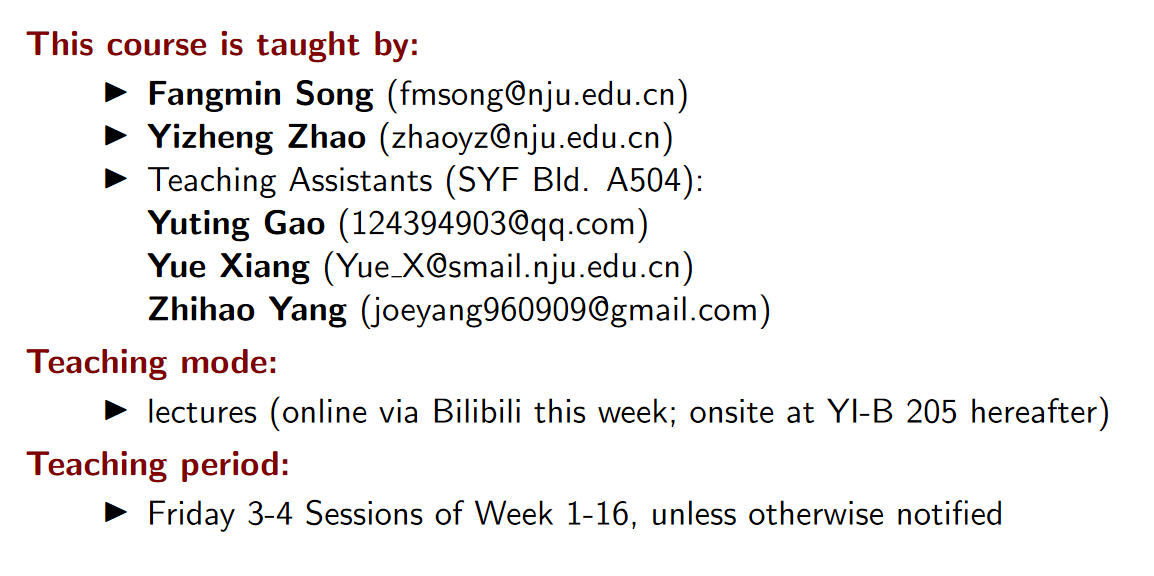 This course is taught by:
▶ Fangmin Song (fmsong@nju.edu.cn)
▶ Yizheng Zhao (zhaoyz@nju.edu.cn)
▶ Teaching Assistants (SYF Bld. A504):
Yuting Gao (124394903@qq.com)
Yue Xiang (Yue_X@smail.nju.edu.cn)
Zhihao Yang (joeyang960909@gmail.com)
Teaching mode:
▶ lectures (online via Bilibili this week; onsite at YI-B 205 hereafter)
Teaching period:
▶ Friday 3-4 Sessions of Week 1-16, unless otherwise notified